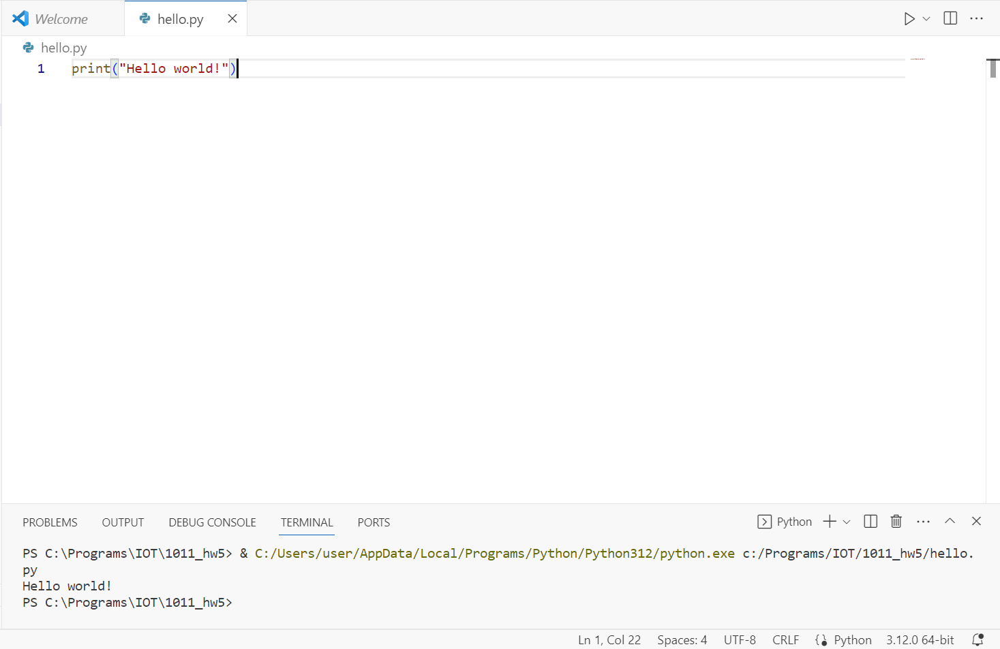 Welcome hello.py
hello.py
1 print("Hello world!")
PROBLEMS OUTPUT DEBUG CONSOLE TERMINAL PORTS Python
PS C:\Programs\IOT\1011_hw5> & C:/Users/user/AppData/Local/Programs/Python/Python312/python.exe c:/Programs/IOT/1011_hw5/hello.
py
Hello world!
PS C:\Programs\IOT\1011_hw5>
Ln 1, Col 22 Spaces: 4 UTF-8 CRLF Python 3.12.0 64-bit